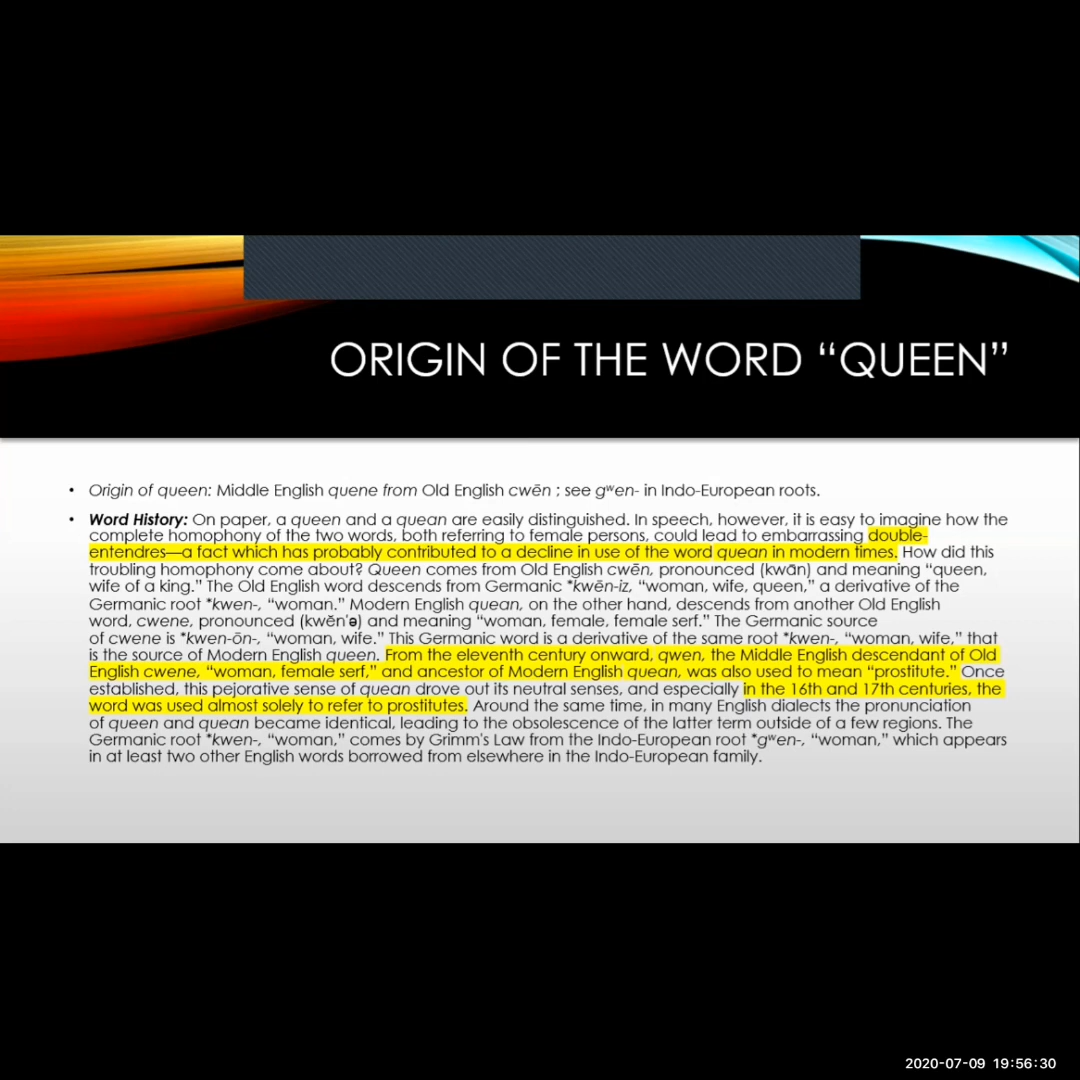 ORIGIN OF THE WORD “QUEEN”
• Origin of queen: Middle English quene from Old English cwēn ; see gʷen- in Indo-European roots.
• Word History: On paper, a queen and a quean are easily distinguished. In speech, however, it is easy to imagine how the
complete homophony of the two words, both referring to female persons, could lead to embarrassing double-
entendres—a fact which has probably contributed to a decline in use of the word quean in modern times. How did this
troubling homophony come about? Queen comes from Old English cwēn, pronounced (kwān) and meaning “queen,
wife of a king.” The Old English word descends from Germanic *kwēn-iz, “woman, wife, queen,” a derivative of the
Germanic root *kwen-, “woman.” Modern English quean, on the other hand, descends from another Old English
word, cwene, pronounced (kwĕn′ə) and meaning “woman, female, female serf.” The Germanic source
of cwene is *kwen-ōn-, “woman, wife.” This Germanic word is a derivative of the same root *kwen-, “woman, wife,” that
is the source of Modern English queen. From the eleventh century onward, qwen, the Middle English descendant of Old
English cwene, “woman, female serf,” and ancestor of Modern English quean, was also used to mean “prostitute.” Once
established, this pejorative sense of quean drove out its neutral senses, and especially in the 16th and 17th centuries, the
word was used almost solely to refer to prostitutes. Around the same time, in many English dialects the pronunciation
of queen and quean became identical, leading to the obsolescence of the latter term outside of a few regions. The
Germanic root *kwen-, “woman,” comes by Grimm's Law from the Indo-European root *gʷen-, “woman,” which appears
in at least two other English words borrowed from elsewhere in the Indo-European family.
2020-07-09 19:56:30